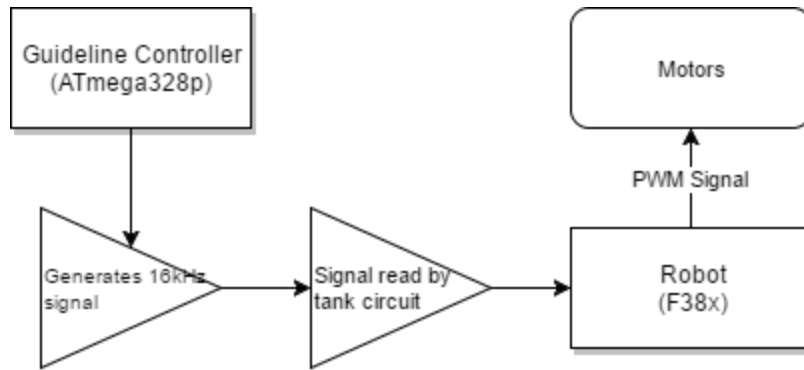 Guideline Controller
(ATmega328p)
Motors
PWM Signal
Generates 16kHz
signal
Signal read by
tank circuit
Robot
(F38x)